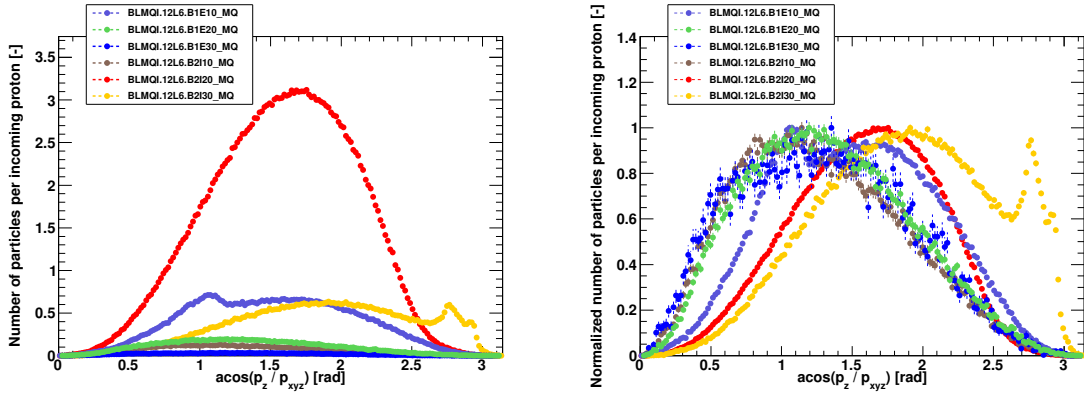 Number of particles per incoming proton [-]
BLMQI.12L6.B1E10_MQ
BLMQI.12L6.B1E20_MQ
BLMQI.12L6.B1E30_MQ
BLMQI.12L6.B2I10_MQ
BLMQI.12L6.B2I20_MQ
BLMQI.12L6.B2I30_MQ
3.5
3
2.5
2
1.5
1
0.5
0
0 0.5 1 1.5 2 2.5 3
acos(p_z / p_xyz) [rad]
Normalized number of particles per incoming proton [-]
BLMQI.12L6.B1E10_MQ
BLMQI.12L6.B1E20_MQ
BLMQI.12L6.B1E30_MQ
BLMQI.12L6.B2I10_MQ
BLMQI.12L6.B2I20_MQ
BLMQI.12L6.B2I30_MQ
1.4
1.2
1
0.8
0.6
0.4
0.2
0
0 0.5 1 1.5 2 2.5 3
acos(p_z / p_xyz) [rad]